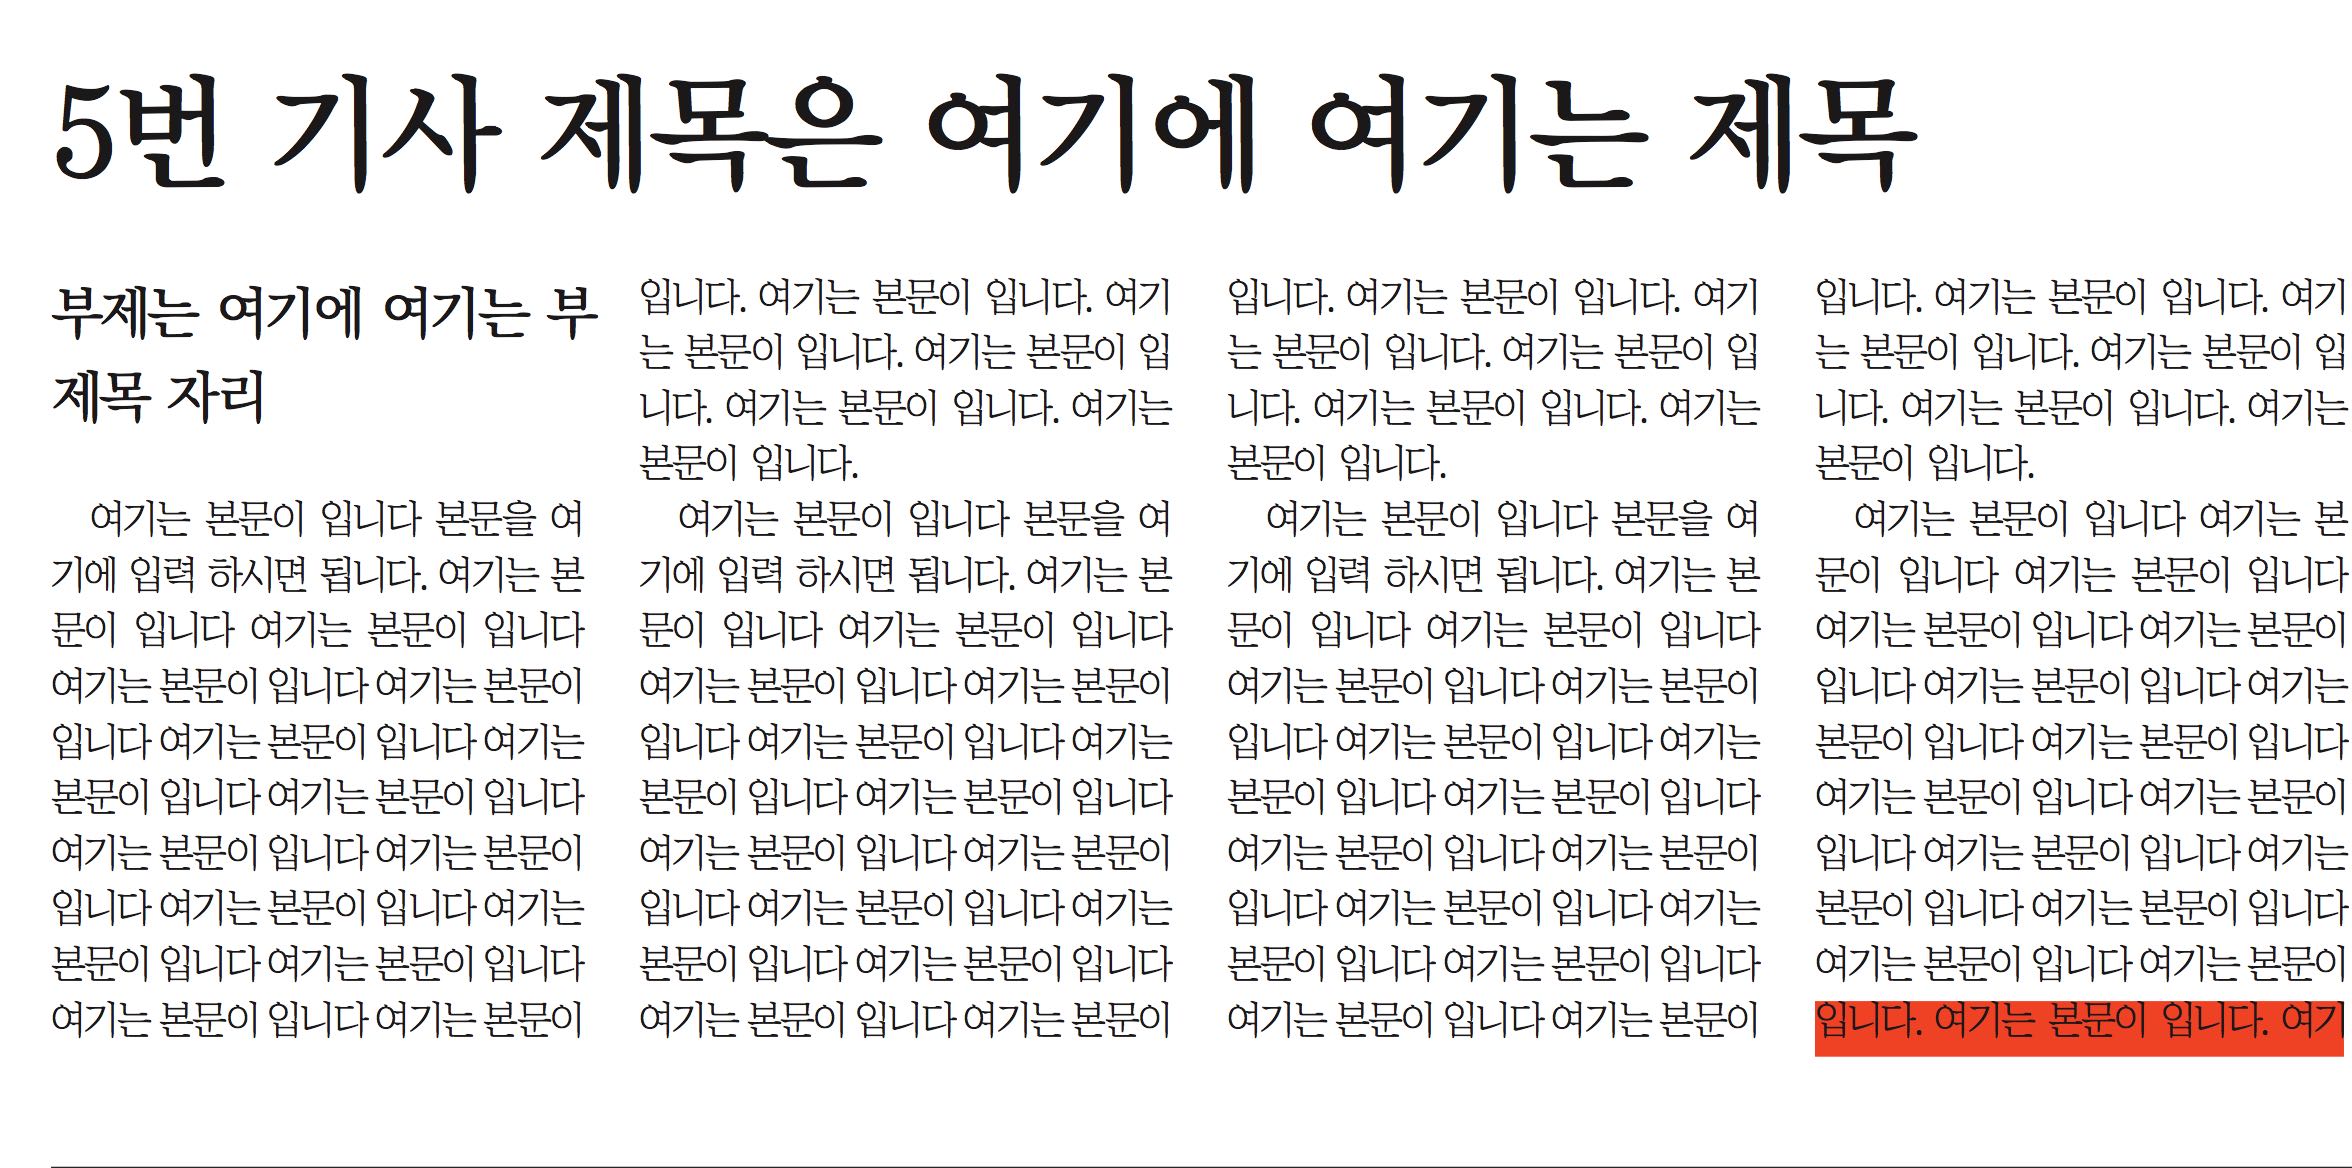 5번 기사 제목은 여기에 여기는 제목
부제는 여기에 여기는 부
제목 자리
여기는 본문이 입니다 본문을 여
기에 입력 하시면 됩니다. 여기는 본
문이 입니다 여기는 본문이 입니다
여기는 본문이 입니다 여기는 본문이
입니다 여기는 본문이 입니다 여기는
본문이 입니다 여기는 본문이 입니다
여기는 본문이 입니다 여기는 본문이
입니다 여기는 본문이 입니다 여기는
본문이 입니다 여기는 본문이 입니다
여기는 본문이 입니다 여기는 본문이
입니다. 여기는 본문이 입니다. 여기
는 본문이 입니다. 여기는 본문이 입
니다. 여기는 본문이 입니다. 여기는
본문이 입니다.
여기는 본문이 입니다 본문을 여
기에 입력 하시면 됩니다. 여기는 본
문이 입니다 여기는 본문이 입니다
여기는 본문이 입니다 여기는 본문이
입니다 여기는 본문이 입니다 여기는
본문이 입니다 여기는 본문이 입니다
여기는 본문이 입니다 여기는 본문이
입니다 여기는 본문이 입니다 여기는
본문이 입니다 여기는 본문이 입니다
여기는 본문이 입니다 여기는 본문이
입니다. 여기는 본문이 입니다. 여기
는 본문이 입니다. 여기는 본문이 입
니다. 여기는 본문이 입니다. 여기는
본문이 입니다.
여기는 본문이 입니다 본문을 여
기에 입력 하시면 됩니다. 여기는 본
문이 입니다 여기는 본문이 입니다
여기는 본문이 입니다 여기는 본문이
입니다 여기는 본문이 입니다 여기는
본문이 입니다 여기는 본문이 입니다
여기는 본문이 입니다 여기는 본문이
입니다 여기는 본문이 입니다 여기는
본문이 입니다 여기는 본문이 입니다
여기는 본문이 입니다 여기는 본문이
입니다. 여기는 본문이 입니다. 여기
는 본문이 입니다. 여기는 본문이 입
니다. 여기는 본문이 입니다. 여기는
본문이 입니다.
여기는 본문이 입니다 여기는 본
문이 입니다 여기는 본문이 입니다
여기는 본문이 입니다 여기는 본문이
입니다 여기는 본문이 입니다 여기는
본문이 입니다 여기는 본문이 입니다
여기는 본문이 입니다 여기는 본문이
입니다 여기는 본문이 입니다 여기는
본문이 입니다 여기는 본문이 입니다
여기는 본문이 입니다 여기는 본문이
입니다. 여기는 본문이 입니다. 여기